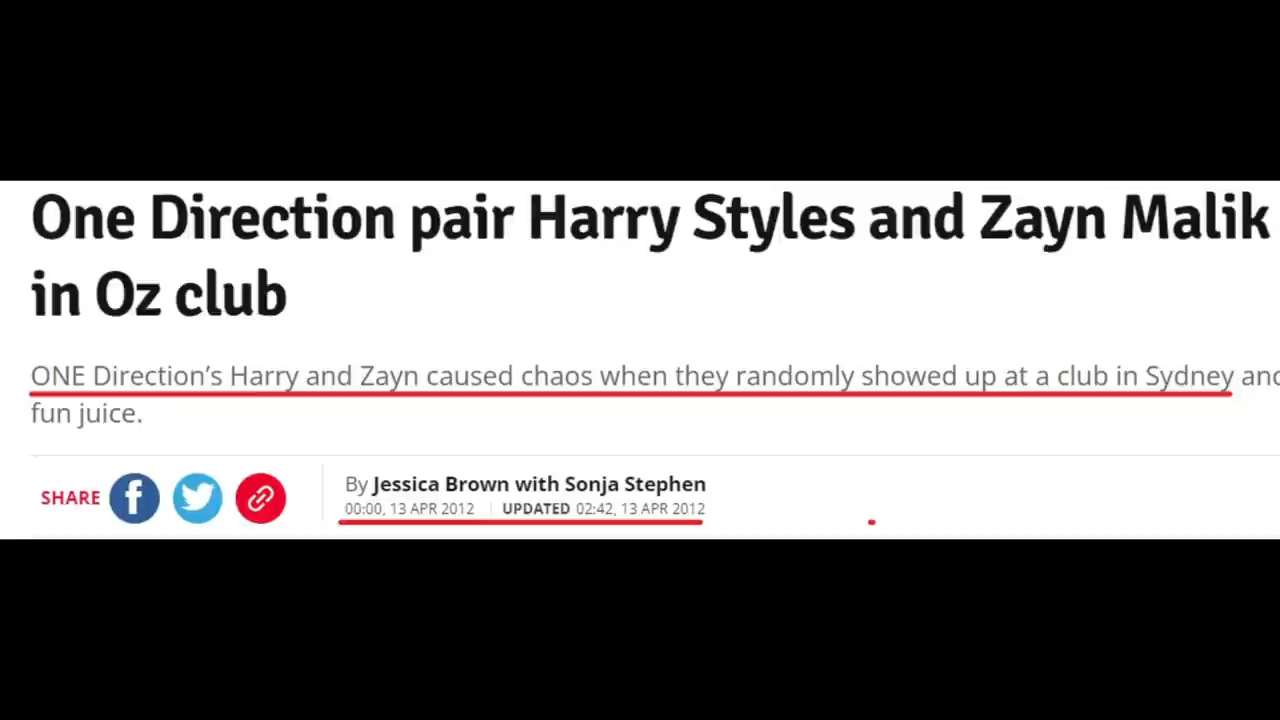 One Direction pair Harry Styles and Zayn Malik
in Oz club
ONE Direction’s Harry and Zayn caused chaos when they randomly showed up at a club in Sydney
fun juice.
SHARE
By Jessica Brown with Sonja Stephen
00:00, 13 APR 2012 | UPDATED 02:42, 13 APR 2012